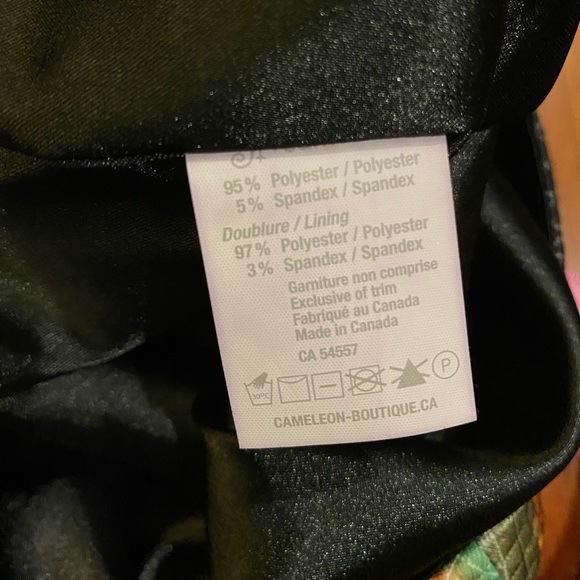 95% Polyester / Polyester
5% Spandex / Spandex
Doublure / Lining
97% Polyester / Polyester
3% Spandex / Spandex
Garniture non comprise
Exclusive of trim
Fabriqué au Canada
Made in Canada
CA 54557
30°C P
CAMELEON-BOUTIQUE.CA